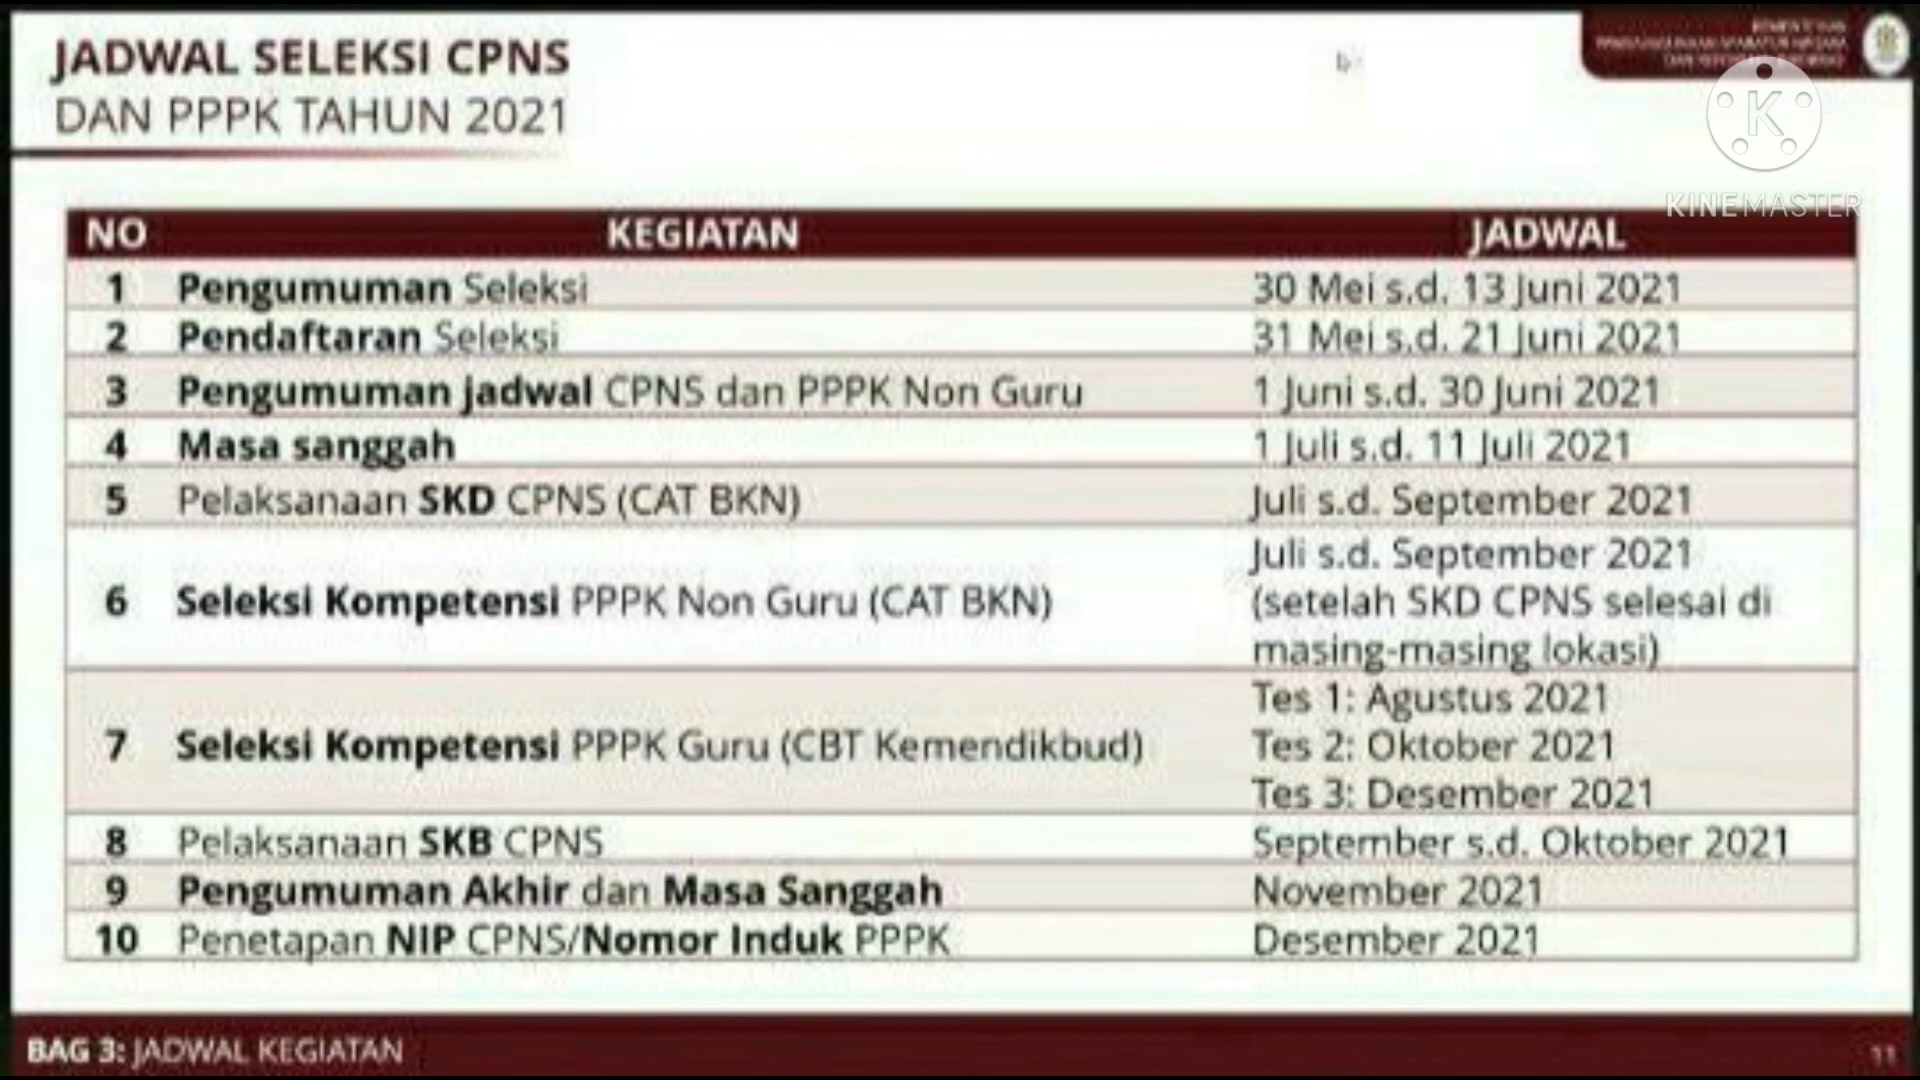 JADWAL SELEKSI CPNS
DAN PPPK TAHUN 2021
KINEMASTER
NO KEGIATAN JADWAL
1 Pengumuman Seleksi 30 Mei s.d. 13 Juni 2021
2 Pendaftaran Seleksi 31 Mei s.d. 21 Juni 2021
3 Pengumuman jadwal CPNS dan PPPK Non Guru 1 Juni s.d. 30 Juni 2021
4 Masa sanggah 1 Juli s.d. 11 Juli 2021
5 Pelaksanaan SKD CPNS (CAT BKN) Juli s.d. September 2021
6 Seleksi Kompetensi PPPK Non Guru (CAT BKN) Juli s.d. September 2021
(setelah SKD CPNS selesai di
masing-masing lokasi)
7 Seleksi Kompetensi PPPK Guru (CBT Kemendikbud) Tes 1: Agustus 2021
Tes 2: Oktober 2021
Tes 3: Desember 2021
8 Pelaksanaan SKB CPNS September s.d. Oktober 2021
9 Pengumuman Akhir dan Masa Sanggah November 2021
10 Penetapan NIP CPNS/Nomor Induk PPPK Desember 2021
BAG 3: JADWAL KEGIATAN
11